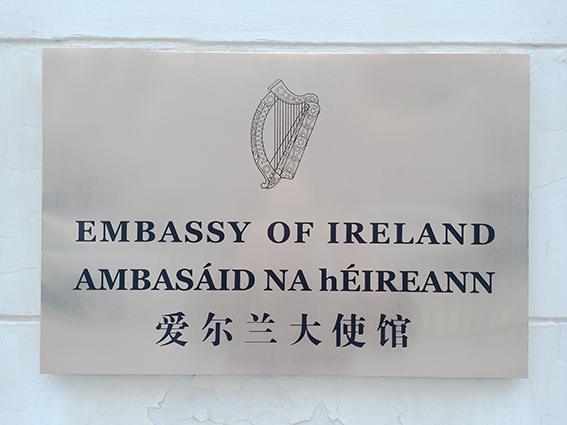 EMBASSY OF IRELAND
AMBASÁID NA hÉIREANN
爱尔兰大使馆